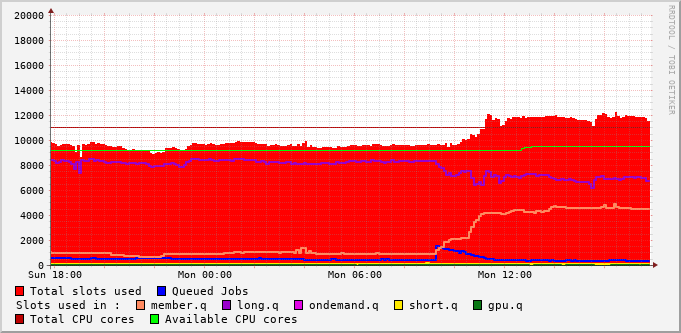 20000
18000
16000
14000
12000
10000
8000
6000
4000
2000
0
Sun 18:00 Mon 00:00 Mon 06:00 Mon 12:00
RRDTOOL / TOBI OETIKER
Total slots used Queued Jobs
Slots used in : member.q long.q ondemand.q short.q gpu.q
Total CPU cores Available CPU cores